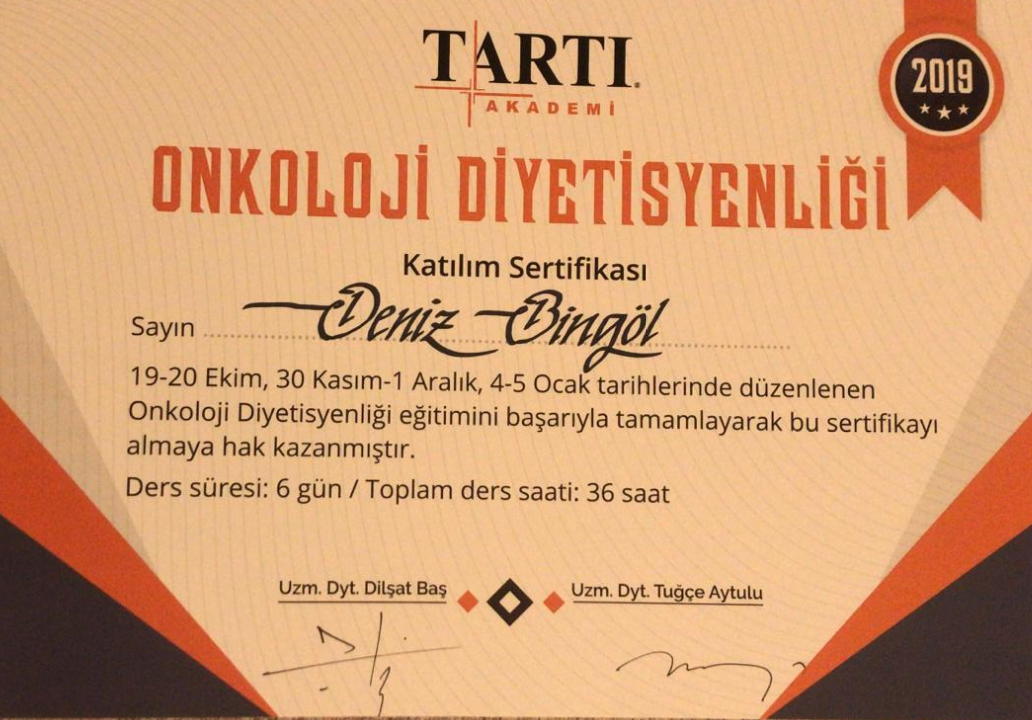 TARTI
AKADEMİ
2019
ONKOLOJİ DİYETİSYENLİĞİ
Katılım Sertifikası
Sayın Deniz Bingöl
19-20 Ekim, 30 Kasım-1 Aralık, 4-5 Ocak tarihlerinde düzenlenen
Onkoloji Diyetisyenliği eğitimini başarıyla tamamlayarak bu sertifikayı
almaya hak kazanmıştır.
Ders süresi: 6 gün / Toplam ders saati: 36 saat
Uzm. Dyt. Dilşat Baş
Uzm. Dyt. Tuğçe Aytulu